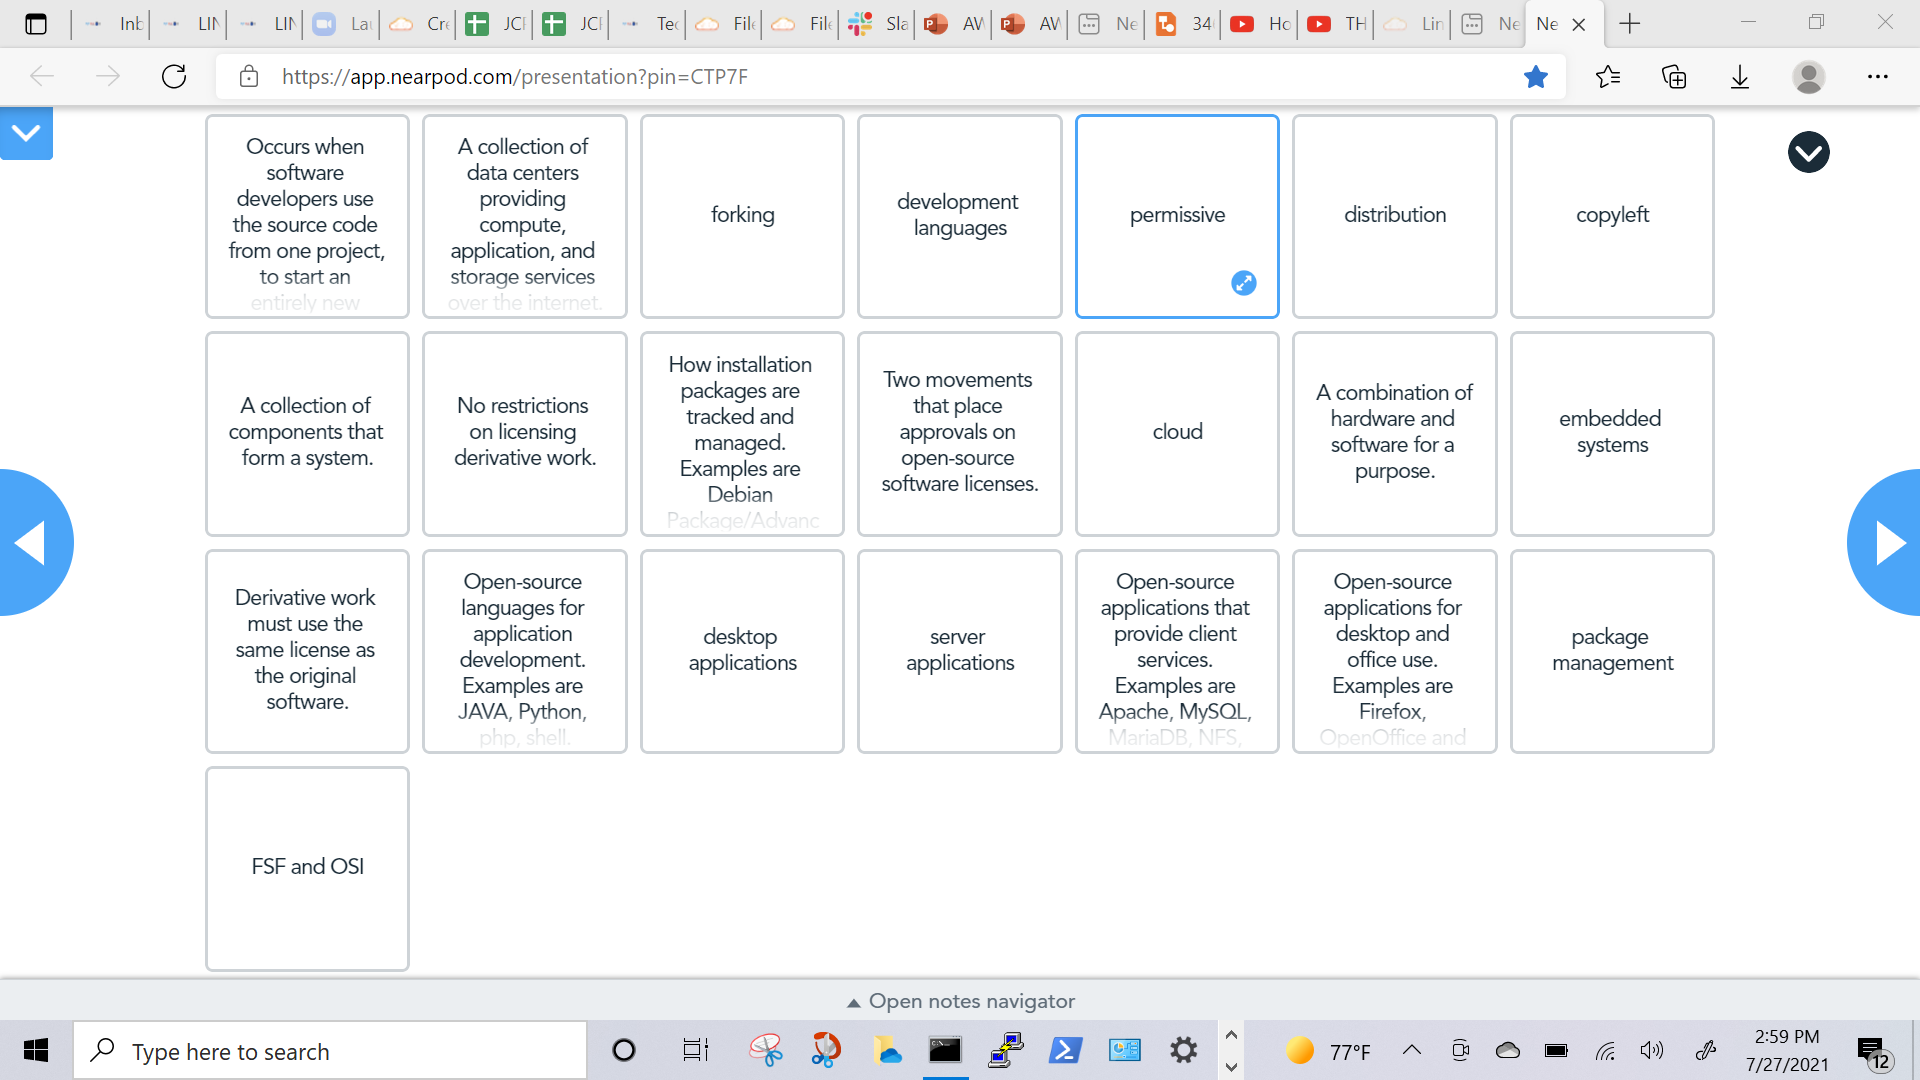 Inb
LIN
LIN
Lau
Cre
JCF
JCF
Tec
File
File
Sla
AW
AW
Ne
34
Ho
TH
Lin
Ne
Ne
https://app.nearpod.com/presentation?pin=CTP7F
Occurs when
software
developers use
the source code
from one project,
to start an
entirely new
A collection of
data centers
providing
compute,
application, and
storage services
over the internet.
forking
development
languages
permissive
distribution
copyleft
A collection of
components that
form a system.
No restrictions
on licensing
derivative work.
How installation
packages are
tracked and
managed.
Examples are
Debian
Package/Advanc
Two movements
that place
approvals on
open-source
software licenses.
cloud
A combination of
hardware and
software for a
purpose.
embedded
systems
Derivative work
must use the
same license as
the original
software.
Open-source
languages for
application
development.
Examples are
JAVA, Python,
php, shell.
desktop
applications
server
applications
Open-source
applications that
provide client
services.
Examples are
Apache, MySQL,
MariaDB, NFS,
Open-source
applications for
desktop and
office use.
Examples are
Firefox,
OpenOffice and
package
management
FSF and OSI
Open notes navigator
Type here to search
77°F
2:59 PM
7/27/2021
12